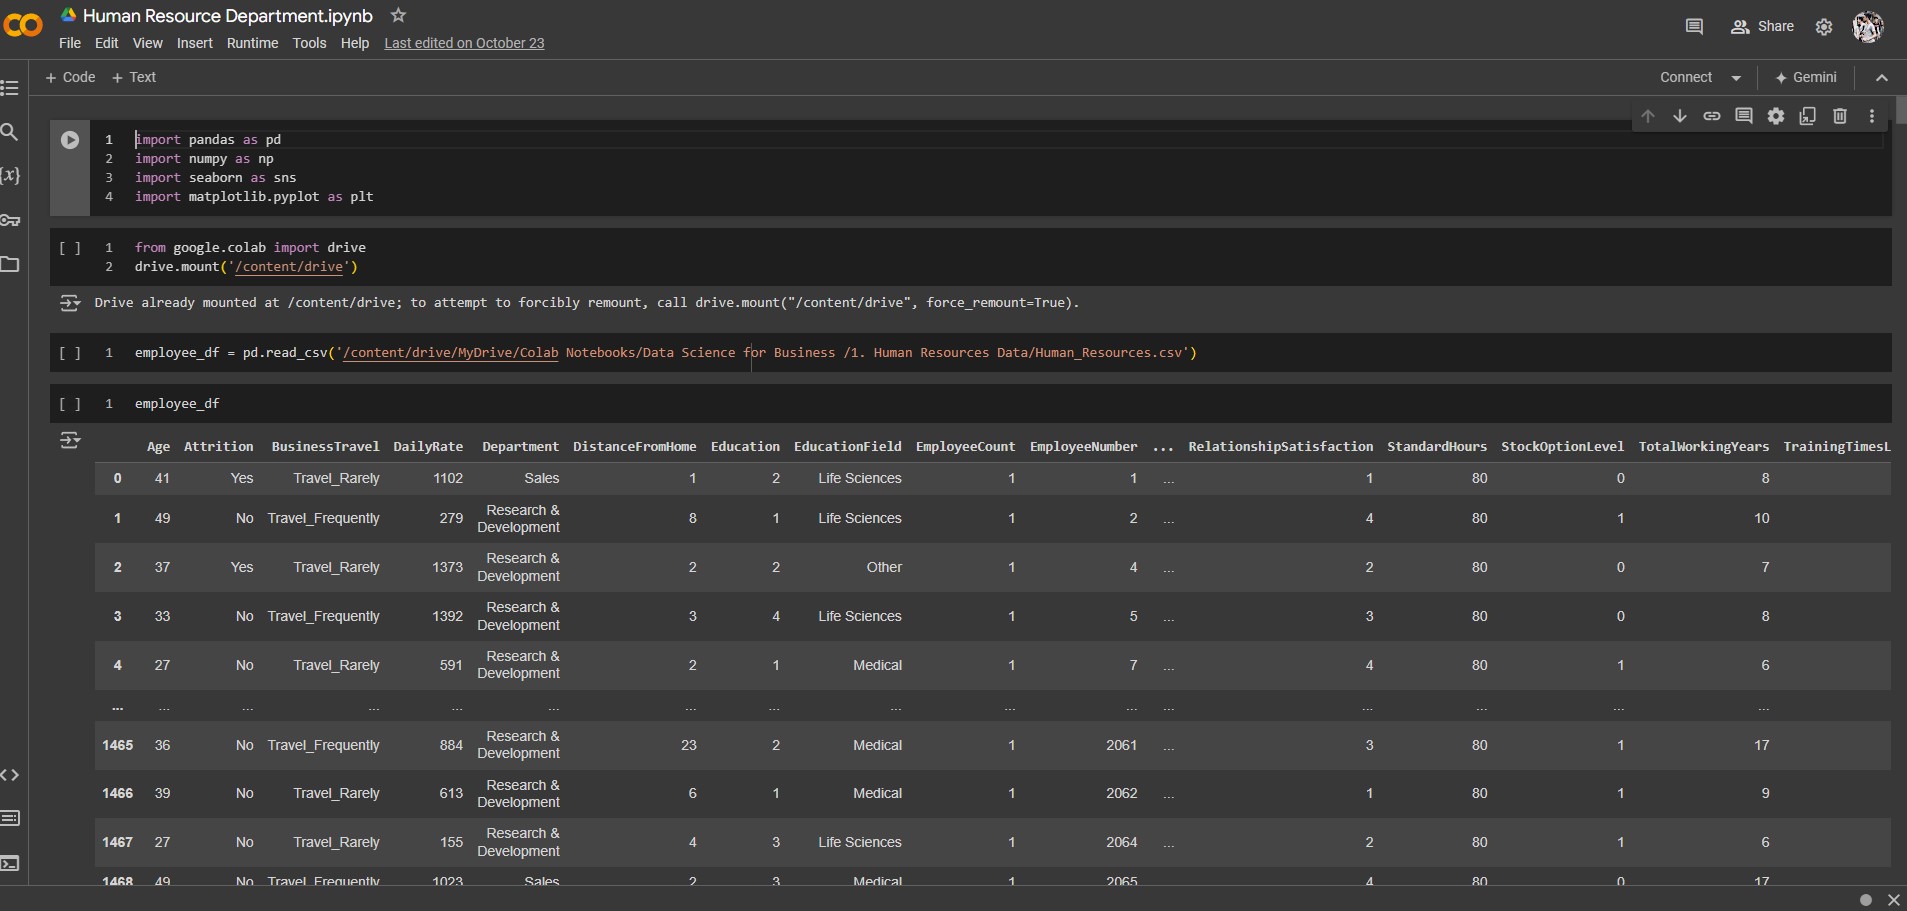 Human Resource Department.ipynb
File Edit View Insert Runtime Tools Help Last edited on October 23
Share
+ Code + Text
Connect Gemini
1 import pandas as pd
2 import numpy as np
3 import seaborn as sns
4 import matplotlib.pyplot as plt
[ ] 1 from google.colab import drive
2 drive.mount('/content/drive')
Drive already mounted at /content/drive; to attempt to forcibly remount, call drive.mount("/content/drive", force_remount=True).
{x}
[ ] 1 employee_df = pd.read_csv('/content/drive/MyDrive/Colab Notebooks/Data Science for Business /1. Human Resources Data/Human_Resources.csv')
[ ] 1 employee_df
Age Attrition BusinessTravel DailyRate Department DistanceFromHome Education EducationField EmployeeCount EmployeeNumber ... RelationshipSatisfaction StandardHours StockOptionLevel TotalWorkingYears TrainingTimesL
0 41 Yes Travel_Rarely 1102 Sales 1 2 Life Sciences 1 1 ... 1 80 0 8
1 49 No Travel_Frequently 279 Research & Development 8 1 Life Sciences 1 2 ... 4 80 1 10
2 37 Yes Travel_Rarely 1373 Research & Development 2 2 Other 1 4 ... 2 80 0 7
3 33 No Travel_Frequently 1392 Research & Development 3 4 Life Sciences 1 5 ... 3 80 0 8
4 27 No Travel_Rarely 591 Research & Development 2 1 Medical 1 7 ... 4 80 1 6
... ... ... ... ... ... ... ... ... ... ... ... ... ... ... ...
1465 36 No Travel_Frequently 884 Research & Development 23 2 Medical 1 2061 ... 3 80 1 17
1466 39 No Travel_Rarely 613 Research & Development 6 1 Medical 1 2062 ... 1 80 1 9
1467 27 No Travel_Rarely 155 Research & Development 4 3 Life Sciences 1 2064 ... 2 80 1 6
1468 49 No Travel_Frequently 1023 Sales 2 3 Medical 1 2065 ... 4 80 0 17